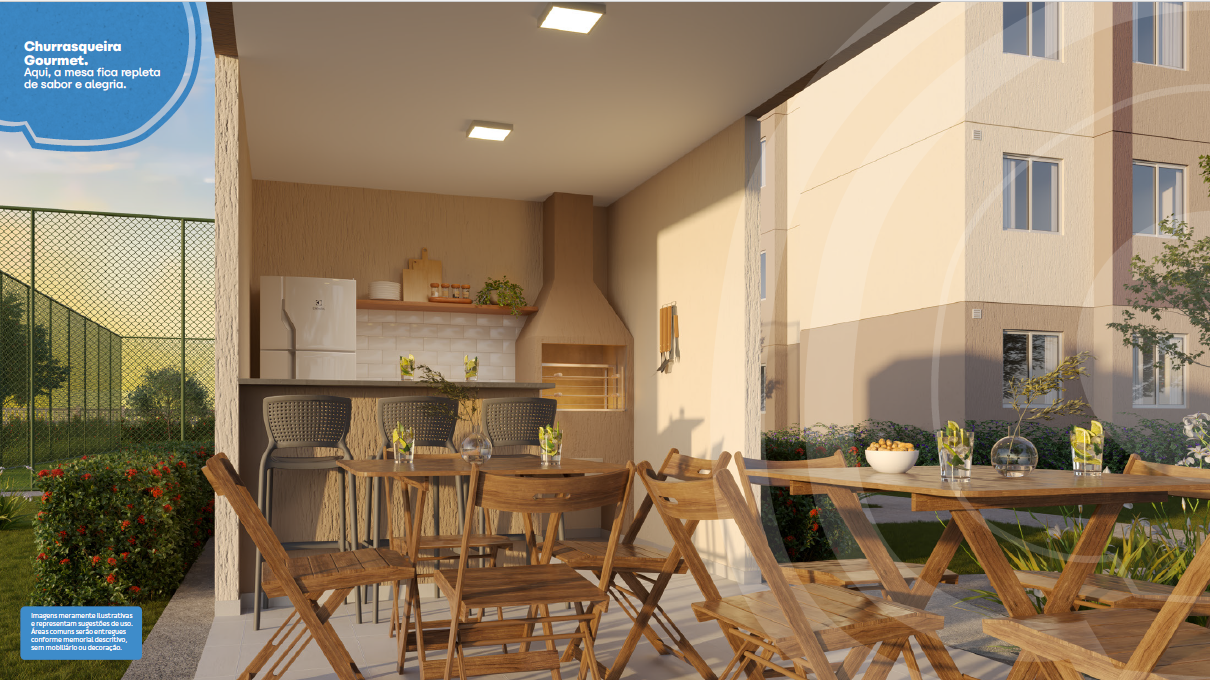 Churrasqueira
Gourmet.
Aqui, a mesa fica repleta
de sabor e alegria.
Imagens meramente ilustrativas
e representam sugestões de uso.
Áreas comuns serão entregues
conforme memorial descritivo,
sem mobiliário ou decoração.